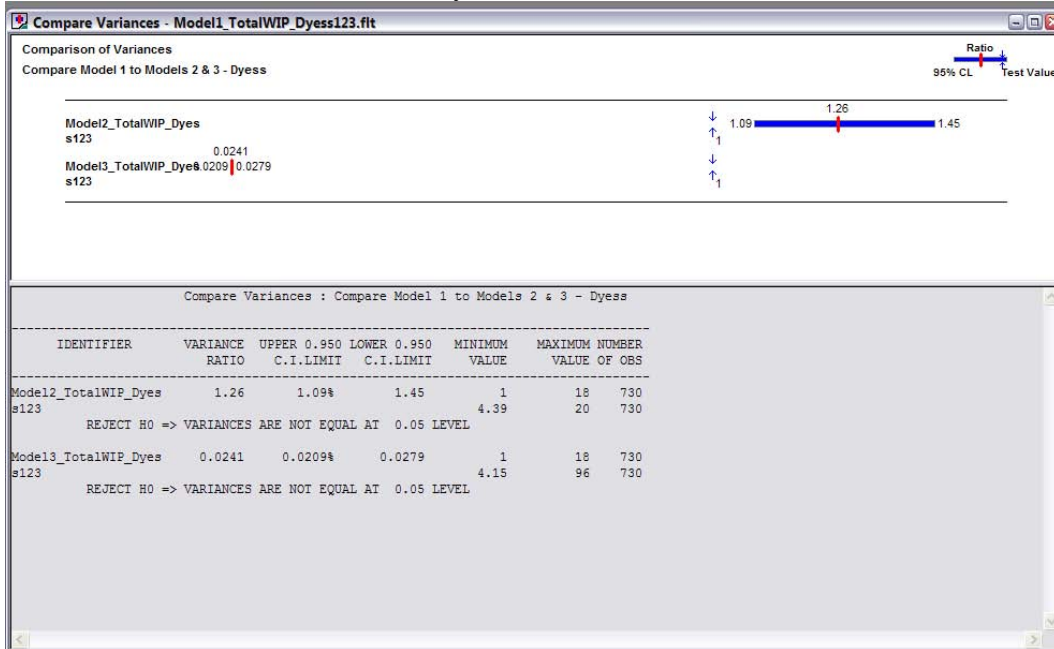 Compare Variances - Model1_TotalWIP_Dyess123.flt
Comparison of Variances
Compare Model 1 to Models 2 & 3 - Dyess
Ratio
95% CL Test Value
Model2_TotalWIP_Dyes
s123
1.26
1.09 1.45
1
0.0241
Model3_TotalWIP_Dyes 0.0209 0.0279
s123
1
Compare Variances : Compare Model 1 to Models 2 & 3 - Dyess
IDENTIFIER VARIANCE UPPER 0.950 LOWER 0.950 MINIMUM MAXIMUM NUMBER
RATIO C.I.LIMIT C.I.LIMIT VALUE VALUE OF OBS
Model2_TotalWIP_Dyes 1.26 1.09% 1.45 1 18 730
s123 4.39 20 730
REJECT H0 => VARIANCES ARE NOT EQUAL AT 0.05 LEVEL
Model3_TotalWIP_Dyes 0.0241 0.0209% 0.0279 1 18 730
s123 4.15 96 730
REJECT H0 => VARIANCES ARE NOT EQUAL AT 0.05 LEVEL